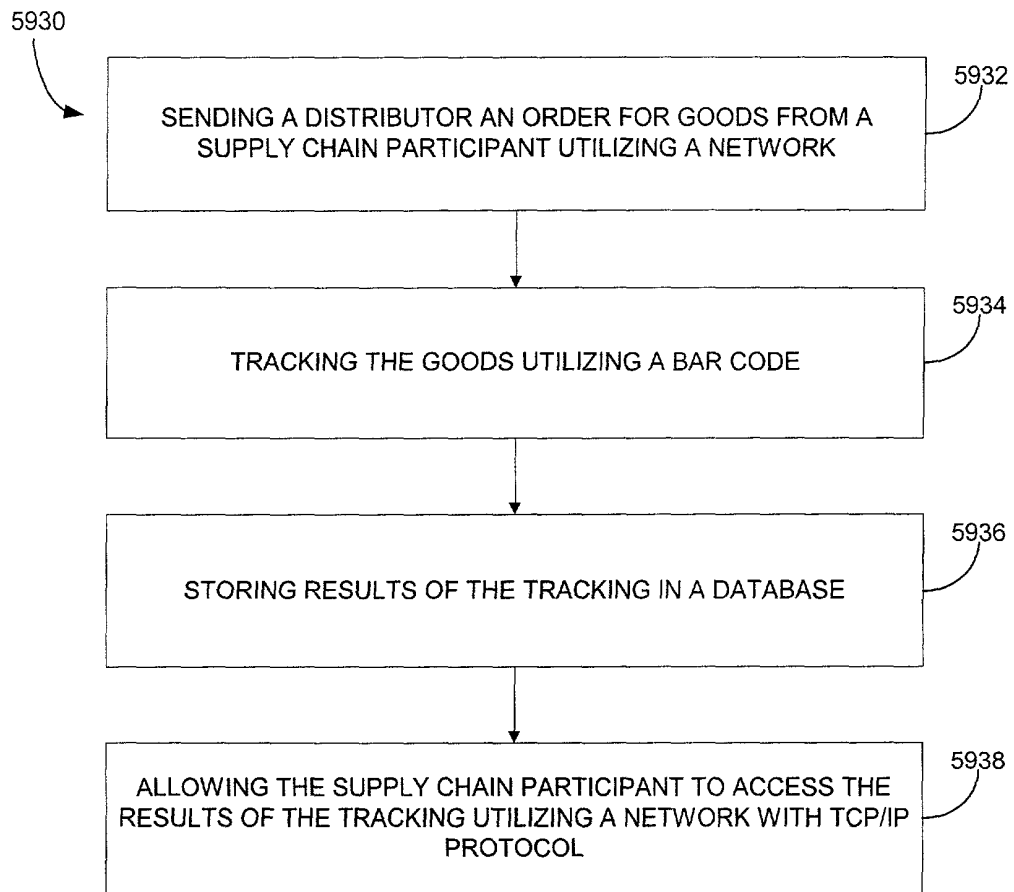 5930
5932
SENDING A DISTRIBUTOR AN ORDER FOR GOODS FROM A
SUPPLY CHAIN PARTICIPANT UTILIZING A NETWORK
5934
TRACKING THE GOODS UTILIZING A BAR CODE
5936
STORING RESULTS OF THE TRACKING IN A DATABASE
5938
ALLOWING THE SUPPLY CHAIN PARTICIPANT TO ACCESS THE
RESULTS OF THE TRACKING UTILIZING A NETWORK WITH TCP/IP
PROTOCOL